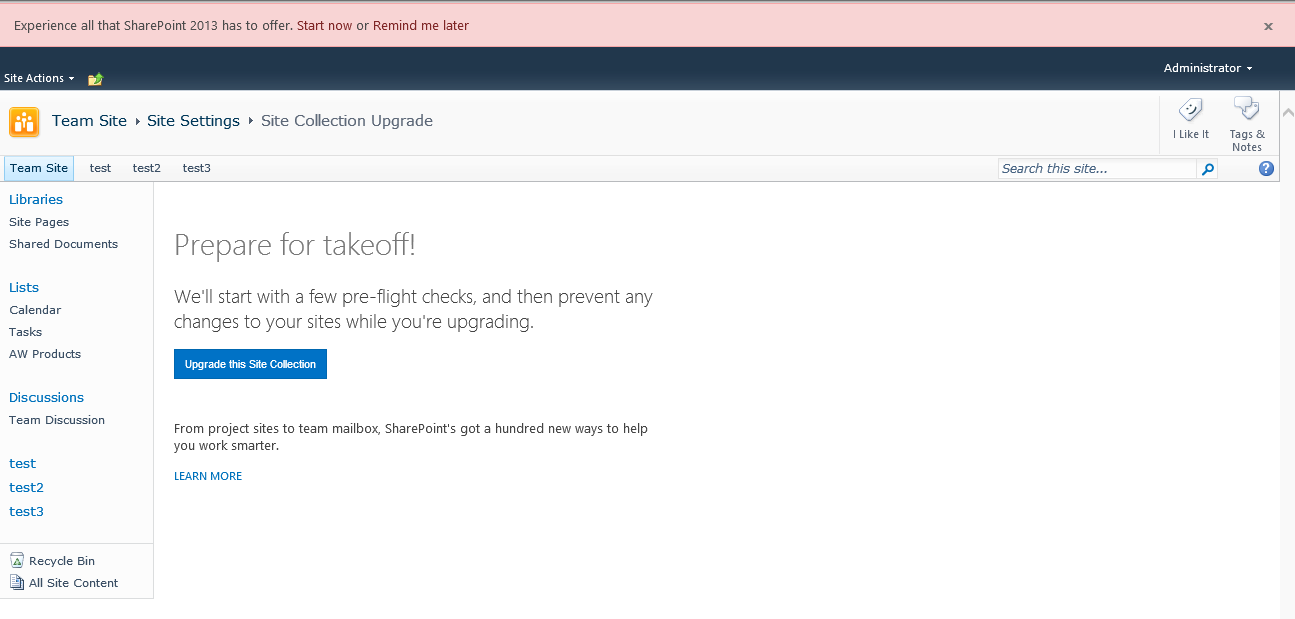 Experience all that SharePoint 2013 has to offer. Start now or Remind me later
Administrator
Site Actions
Team Site Site Settings Site Collection Upgrade
I Like It
Tags & Notes
Team Site test test2 test3
Search this site...
Libraries
Site Pages
Shared Documents
Lists
Calendar
Tasks
AW Products
Discussions
Team Discussion
test
test2
test3
Recycle Bin
All Site Content
Prepare for takeoff!
We'll start with a few pre-flight checks, and then prevent any
changes to your sites while you're upgrading.
Upgrade this Site Collection
From project sites to team mailbox, SharePoint's got a hundred new ways to help
you work smarter.
LEARN MORE